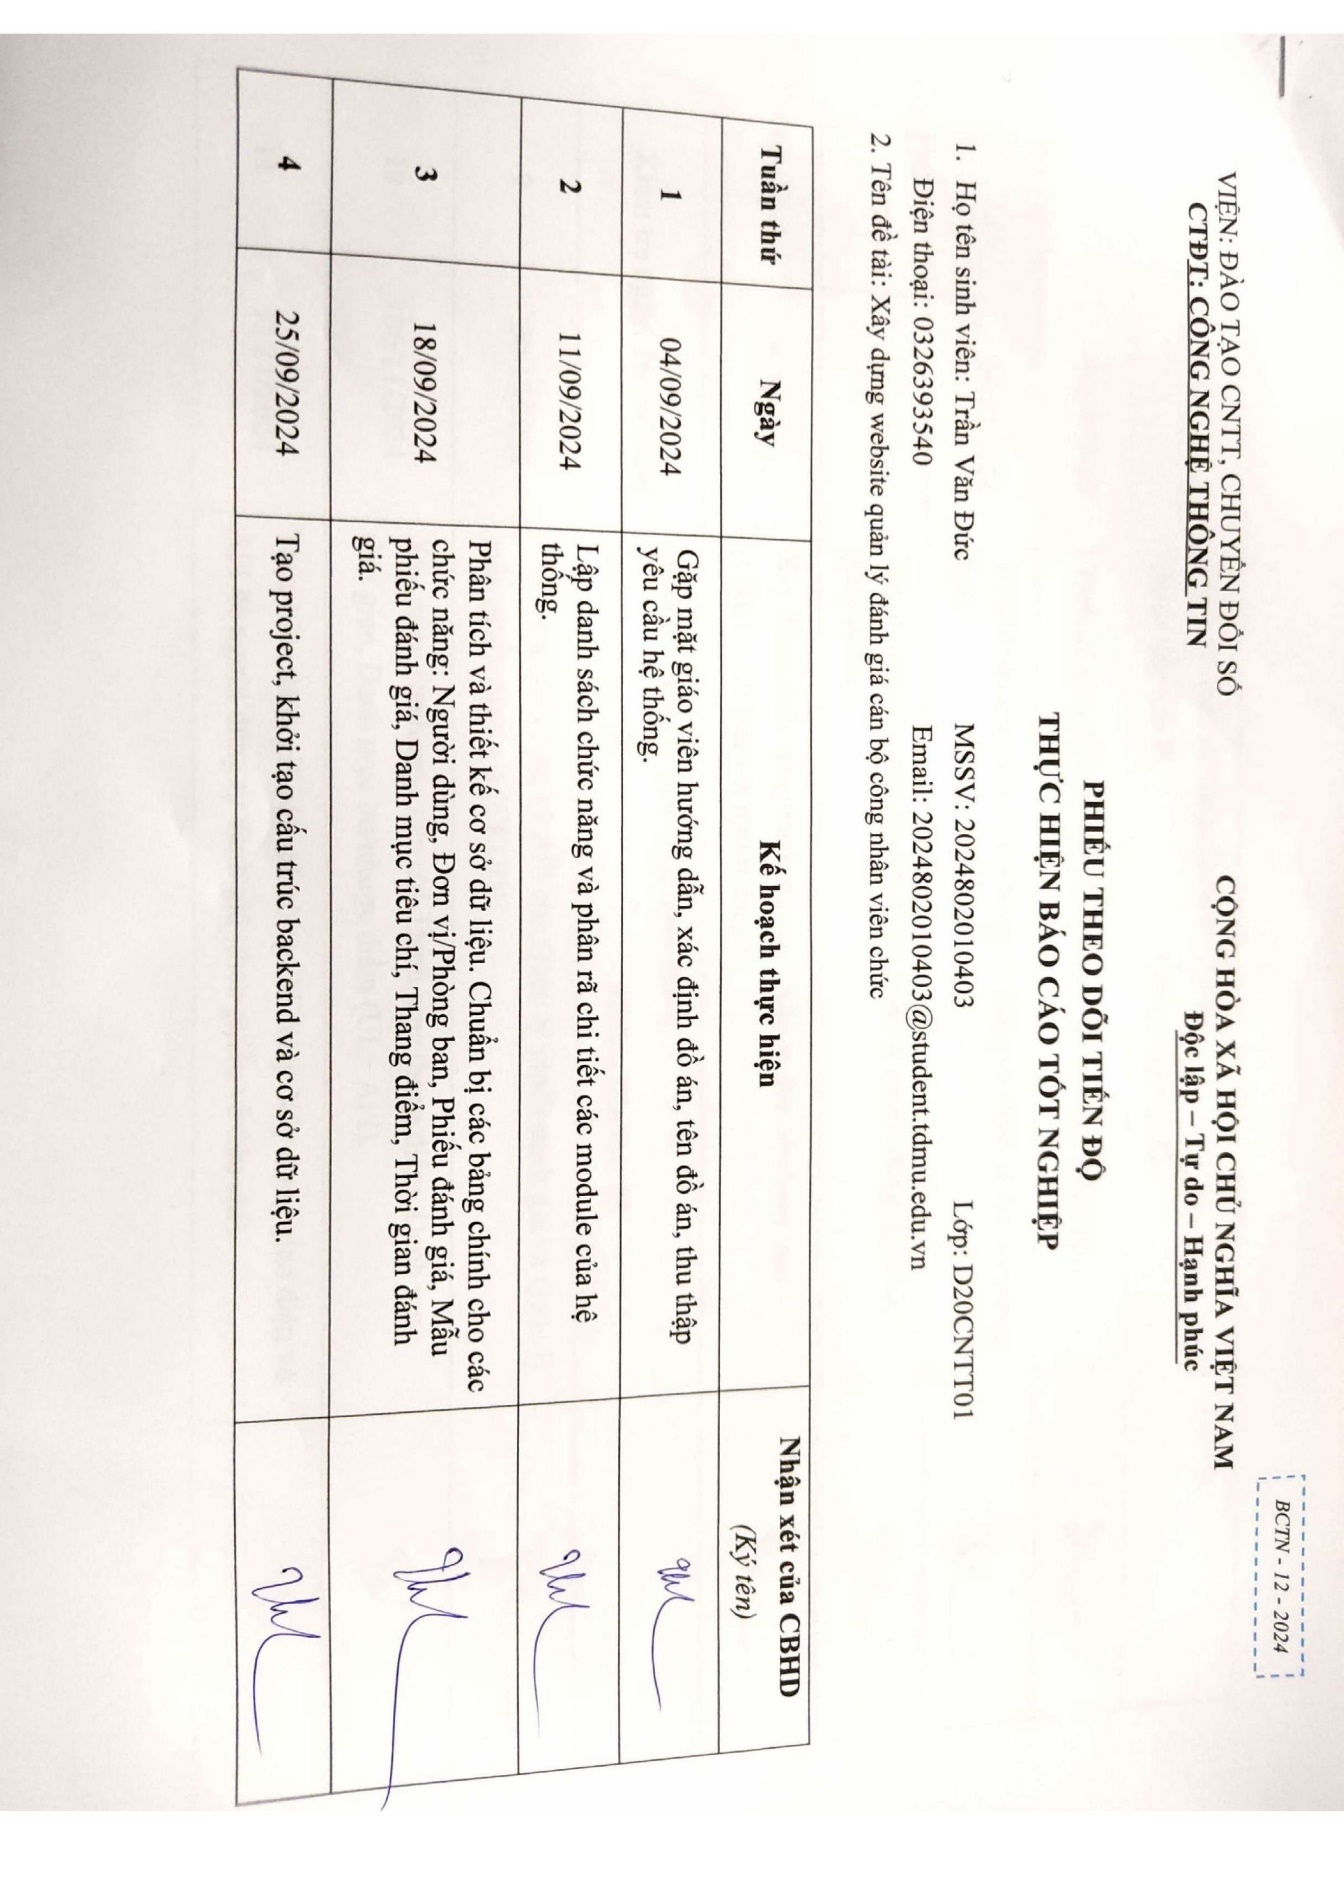 BCTN - 12 - 2024
VIỆN: ĐÀO TẠO CNTT, CHUYỂN ĐỔI SỐ
CTĐT: CÔNG NGHỆ THÔNG TIN
CỘNG HÒA XÃ HỘI CHỦ NGHĨA VIỆT NAM
Độc lập – Tự do – Hạnh phúc
PHIẾU THEO DÕI TIẾN ĐỘ
THỰC HIỆN BÁO CÁO TỐT NGHIỆP
1. Họ tên sinh viên: Trần Văn Đức MSSV: 2024802010403 Lớp: D20CNTT01
Điện thoại: 0326393540 Email: 2024802010403@student.tdmu.edu.vn
2. Tên đề tài: Xây dựng website quản lý đánh giá cán bộ công nhân viên chức
Tuần thứ Ngày Kế hoạch thực hiện Nhận xét của CBHD
(Ký tên)
1 04/09/2024 Gặp mặt giáo viên hướng dẫn, xác định đồ án, tên đồ án, thu thập
yêu cầu hệ thống.
2 11/09/2024 Lập danh sách chức năng và phân rã chi tiết các module của hệ
thống.
3 18/09/2024 Phân tích và thiết kế cơ sở dữ liệu. Chuẩn bị các bảng chính cho các
chức năng: Người dùng, Đơn vị/Phòng ban, Phiếu đánh giá, Mẫu
phiếu đánh giá, Danh mục tiêu chí, Thang điểm, Thời gian đánh
giá.
4 25/09/2024 Tạo project, khởi tạo cấu trúc backend và cơ sở dữ liệu.